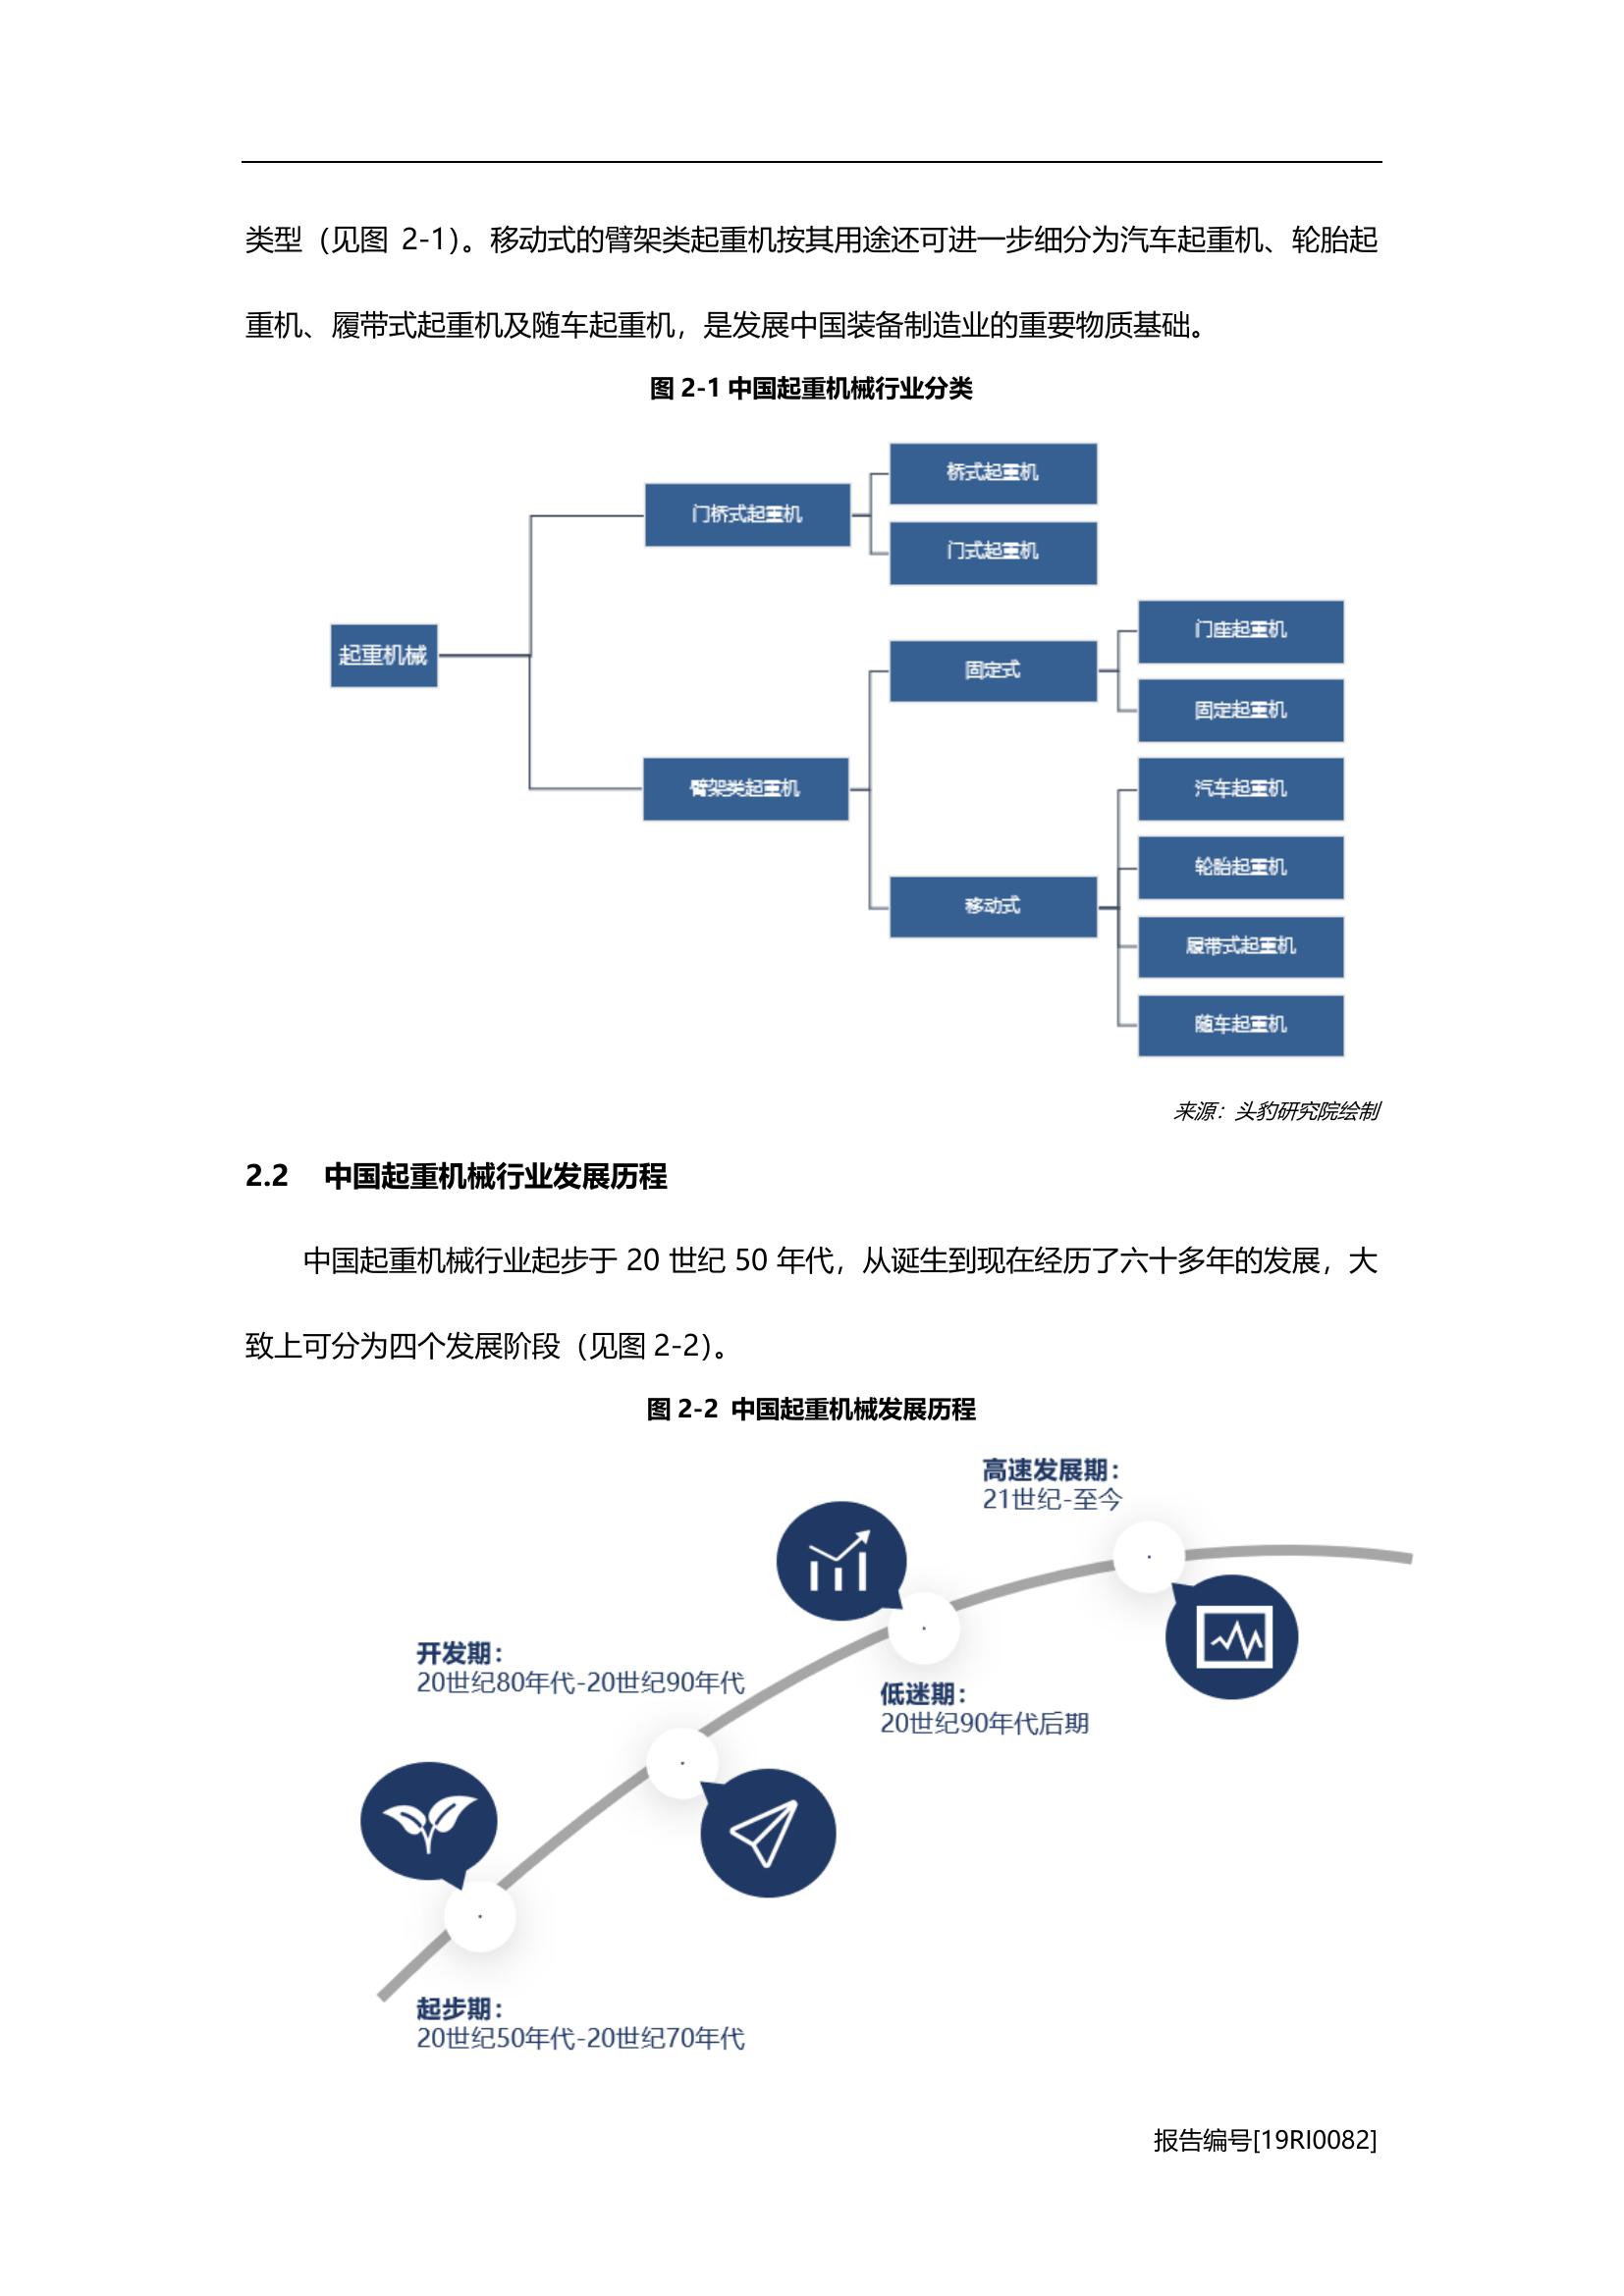 类型（见图 2-1）。移动式的臂架类起重机按其用途还可进一步细分为汽车起重机、轮胎起
重机、履带式起重机及随车起重机，是发展中国装备制造业的重要物质基础。
图 2-1 中国起重机械行业分类
起重机械
门桥式起重机
桥式起重机
门式起重机
臂架类起重机
固定式
门座起重机
固定起重机
移动式
汽车起重机
轮胎起重机
履带式起重机
随车起重机
来源：头豹研究院绘制
2.2 中国起重机械行业发展历程
中国起重机械行业起步于 20 世纪 50 年代，从诞生到现在经历了六十多年的发展，大
致上可分为四个发展阶段（见图 2-2）。
图 2-2 中国起重机械发展历程
高速发展期：
21世纪-至今
开发期：
20世纪80年代-20世纪90年代
低迷期：
20世纪90年代后期
起步期：
20世纪50年代-20世纪70年代
报告编号[19RI0082]